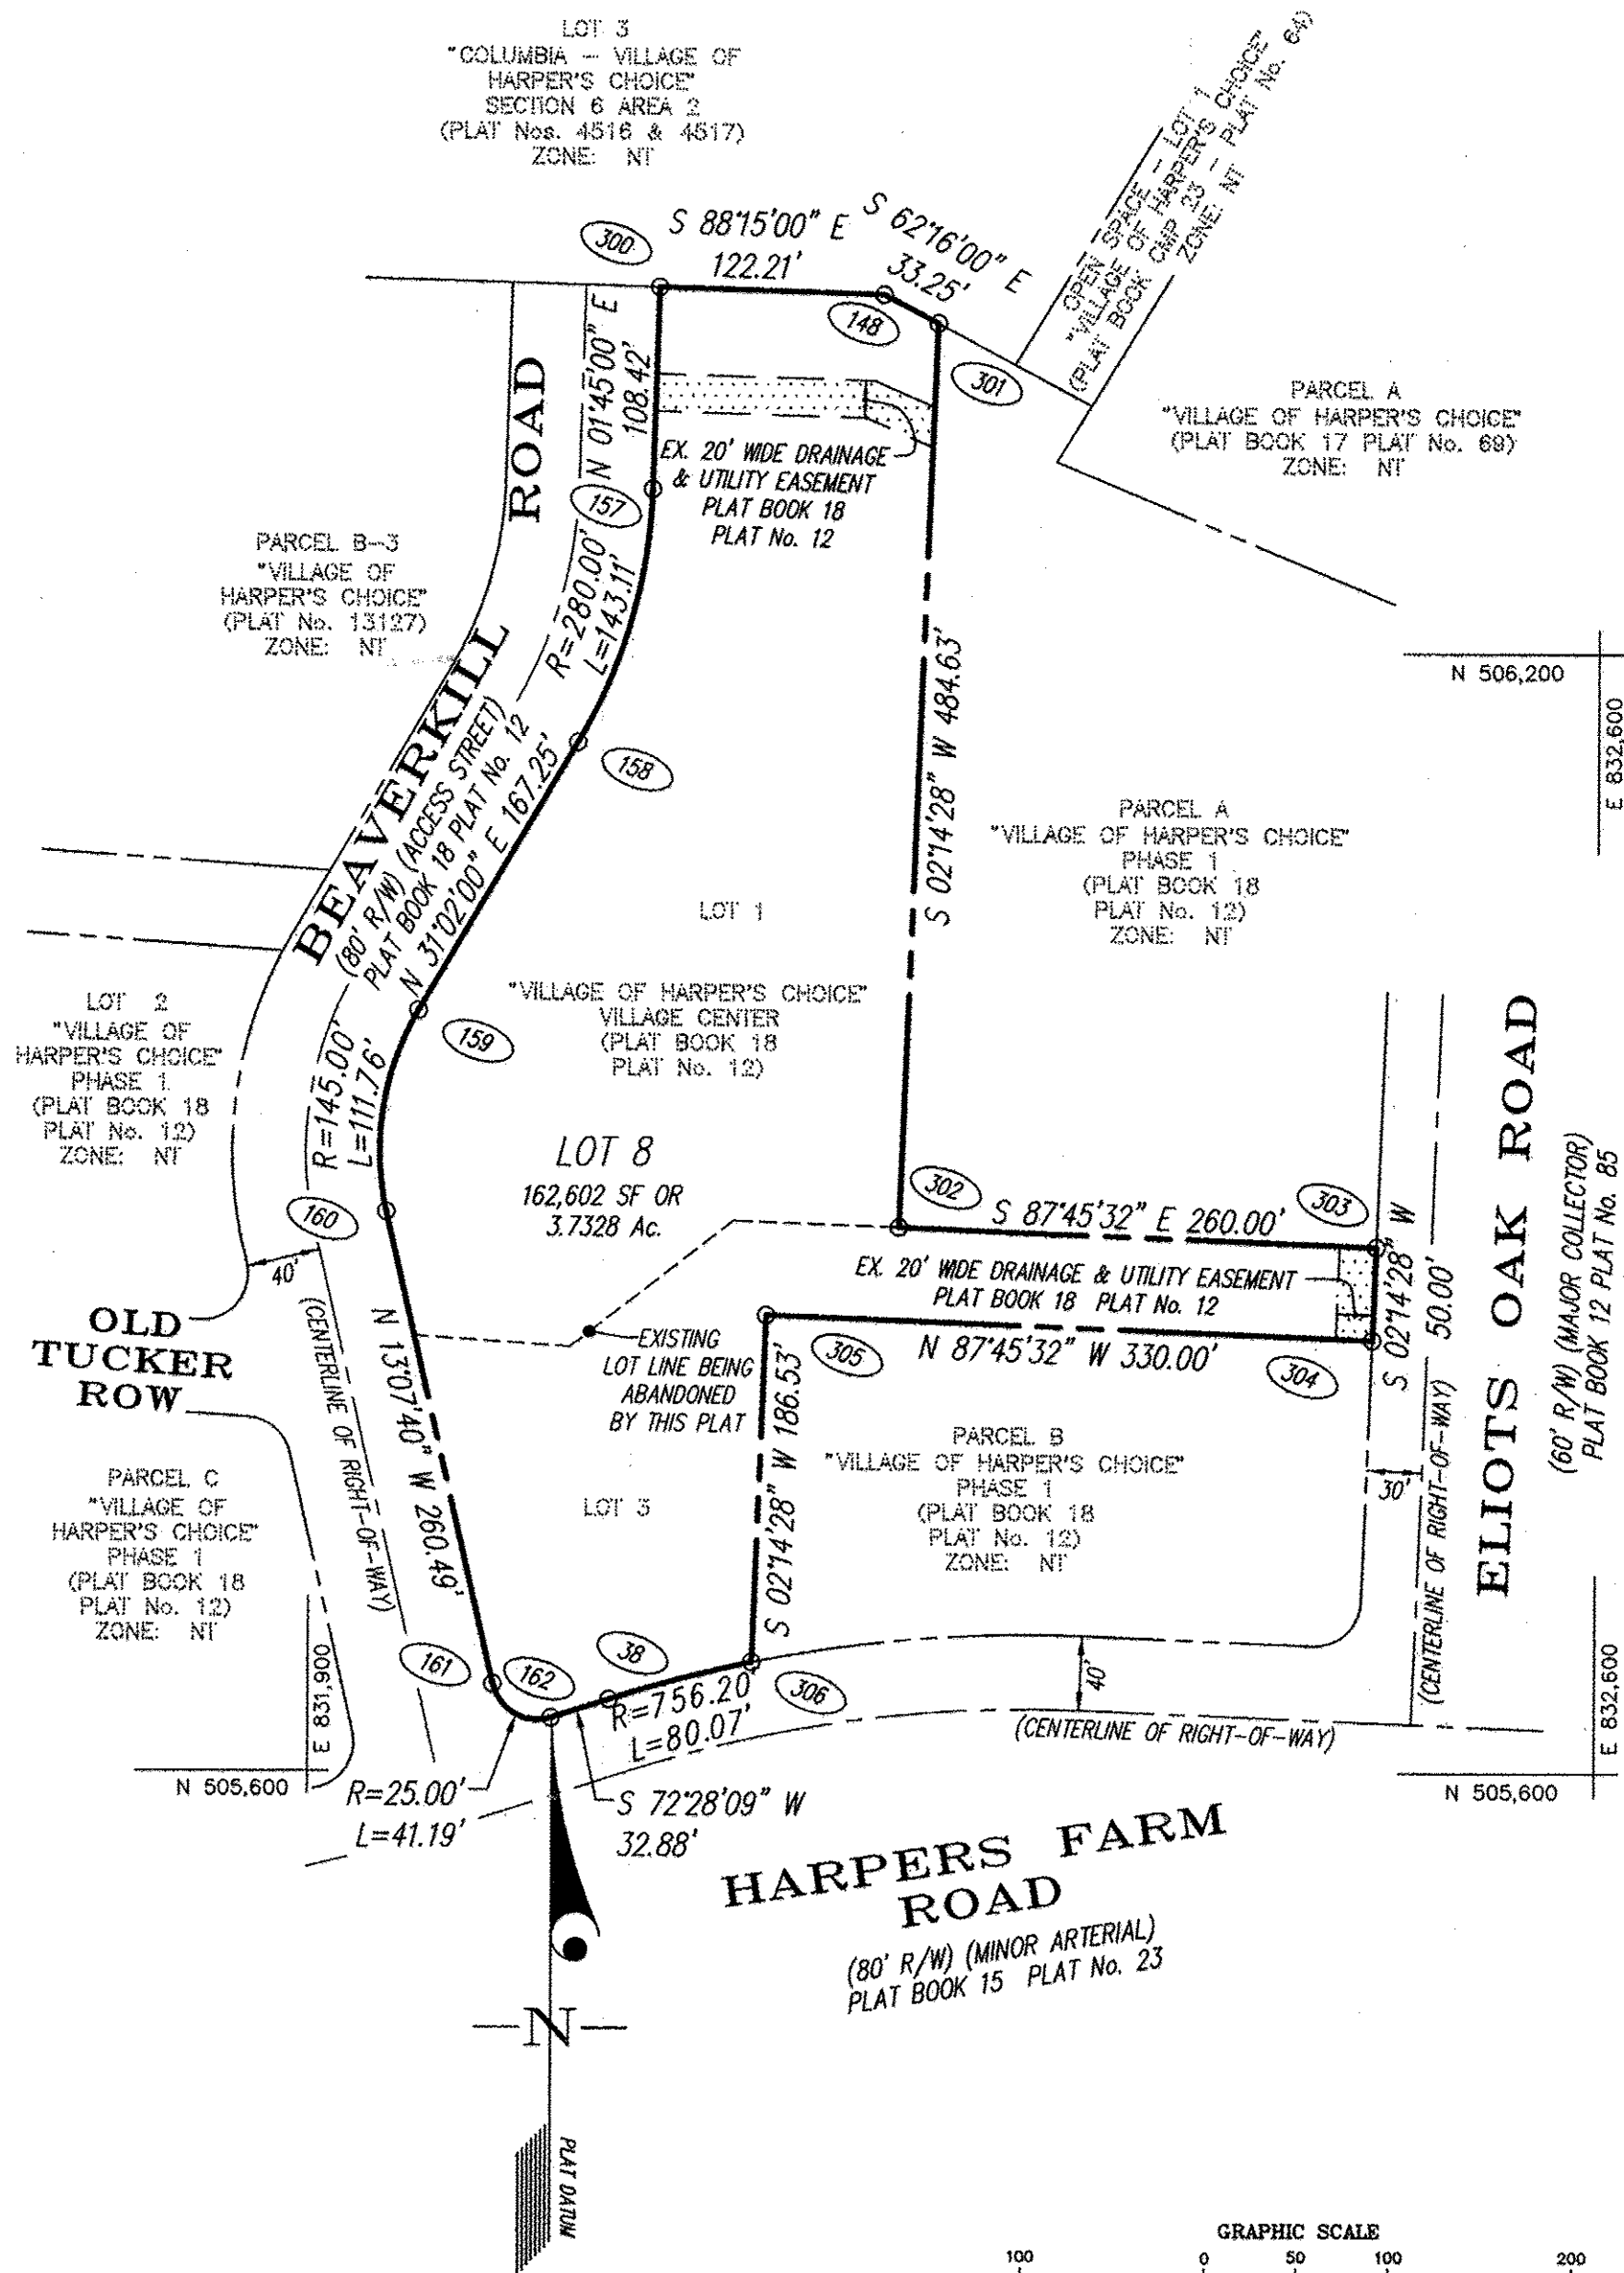 LOT 3
"COLUMBIA - VILLAGE OF
HARPER'S CHOICE"
SECTION 6 AREA 2
(PLAT Nos. 4516 & 4517)
ZONE: NT
OPEN SPACE - LOT 1
"VILLAGE OF HARPER'S CHOICE"
(PLAT BOOK CMP 23 - PLAT No. 64)
ZONE: NT
300
S 88°15'00" E
122.21'
S 62°16'00" E
33.25'
148
301
PARCEL A
"VILLAGE OF HARPER'S CHOICE"
(PLAT BOOK 17 PLAT No. 69)
ZONE: NT
N 01°45'00" E
108.42'
EX. 20' WIDE DRAINAGE
& UTILITY EASEMENT
PLAT BOOK 18
PLAT No. 12
157
PARCEL B-3
"VILLAGE OF
HARPER'S CHOICE"
(PLAT No. 13127)
ZONE: NT
R=280.00'
L=143.11'
158
BEAVERKILL ROAD
(80' R/W) (ACCESS STREET)
PLAT BOOK 18 PLAT No. 12
N 31°02'00" E 167.25'
S 02°14'28" W 484.63'
N 506,200
E 832,600
PARCEL A
"VILLAGE OF HARPER'S CHOICE"
PHASE 1
(PLAT BOOK 18
PLAT No. 12)
ZONE: NT
LOT 1
"VILLAGE OF HARPER'S CHOICE"
VILLAGE CENTER
(PLAT BOOK 18
PLAT No. 12)
159
LOT 2
"VILLAGE OF
HARPER'S CHOICE"
PHASE 1
(PLAT BOOK 18
PLAT No. 12)
ZONE: NT
R=145.00'
L=111.76'
LOT 8
162,602 SF OR
3.7328 Ac.
160
302
S 87°45'32" E 260.00'
303
EX. 20' WIDE DRAINAGE & UTILITY EASEMENT
PLAT BOOK 18 PLAT No. 12
S 02°14'28" W
50.00'
ELIOTS OAK ROAD
(60' R/W) (MAJOR COLLECTOR)
PLAT BOOK 12 PLAT No. 85
40'
OLD
TUCKER
ROW
(CENTERLINE OF RIGHT-OF-WAY)
N 13°07'40" W 260.49'
EXISTING
LOT LINE BEING
ABANDONED
BY THIS PLAT
305
N 87°45'32" W 330.00'
304
S 02°14'28" W 186.53'
PARCEL B
"VILLAGE OF HARPER'S CHOICE"
PHASE 1
(PLAT BOOK 18
PLAT No. 12)
ZONE: NT
30'
(CENTERLINE OF RIGHT-OF-WAY)
PARCEL C
"VILLAGE OF
HARPER'S CHOICE"
PHASE 1
(PLAT BOOK 18
PLAT No. 12)
ZONE: NT
LOT 3
161
162
38
306
R=756.20'
L=80.07'
40'
(CENTERLINE OF RIGHT-OF-WAY)
E 831,900
N 505,600
E 832,600
N 505,600
R=25.00'
L=41.19'
S 72°28'09" W
32.88'
HARPERS FARM
ROAD
(80' R/W) (MINOR ARTERIAL)
PLAT BOOK 15 PLAT No. 23
N
PLAT DATUM
GRAPHIC SCALE
100 0 50 100 200